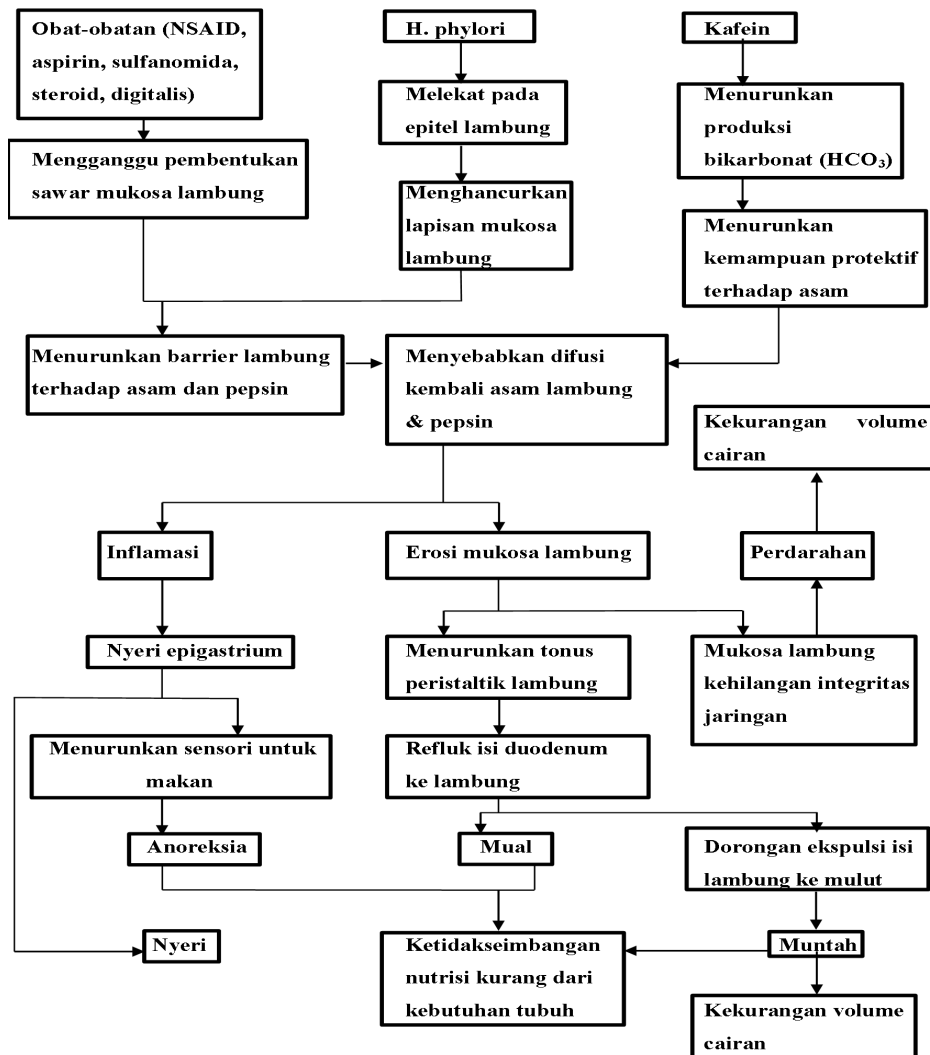 Obat-obatan (NSAID,
aspirin, sulfanomida,
steroid, digitalis)
H. phylori
Kafein
Melekat pada
epitel lambung
Menurunkan
produksi
bikarbonat (HCO₃)
Mengganggu pembentukan
sawar mukosa lambung
Menghancurkan
lapisan mukosa
lambung
Menurunkan
kemampuan protektif
terhadap asam
Menurunkan barrier lambung
terhadap asam dan pepsin
Menyebabkan difusi
kembali asam lambung
& pepsin
Kekurangan volume
cairan
Inflamasi
Erosi mukosa lambung
Perdarahan
Nyeri epigastrium
Menurunkan tonus
peristaltik lambung
Mukosa lambung
kehilangan integritas
jaringan
Menurunkan sensori untuk
makan
Refluk isi duodenum
ke lambung
Anoreksia
Mual
Dorongan ekspulsi isi
lambung ke mulut
Nyeri
Ketidakseimbangan
nutrisi kurang dari
kebutuhan tubuh
Muntah
Kekurangan volume
cairan